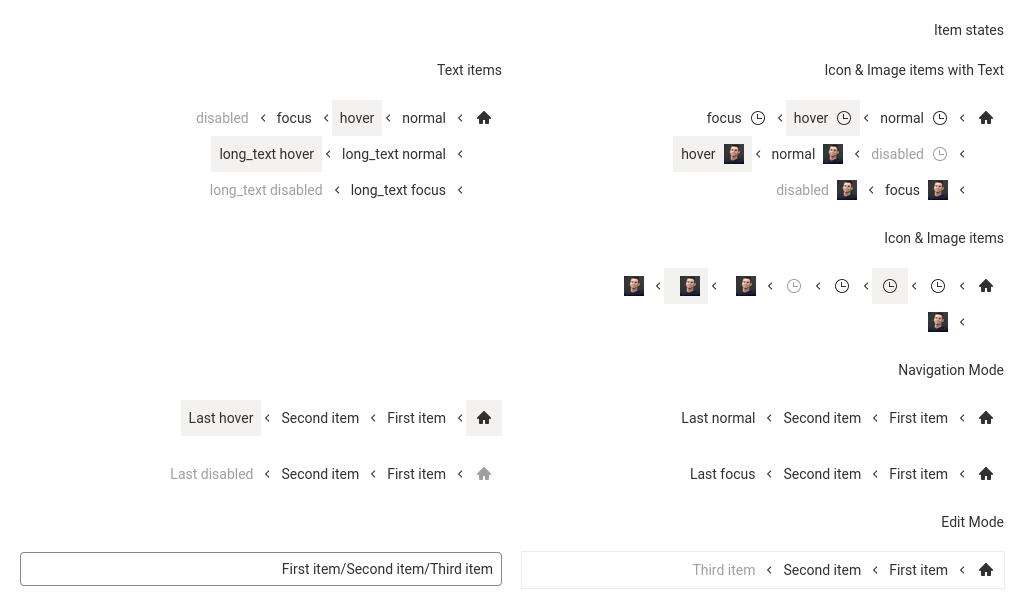 Item states
Text items
Icon & Image items with Text
disabled focus hover normal
focus hover normal
long_text hover long_text normal
hover normal disabled
long_text disabled long_text focus
disabled focus
Icon & Image items
Navigation Mode
Last hover Second item First item
Last normal Second item First item
Last disabled Second item First item
Last focus Second item First item
Edit Mode
First item/Second item/Third item
Third item Second item First item